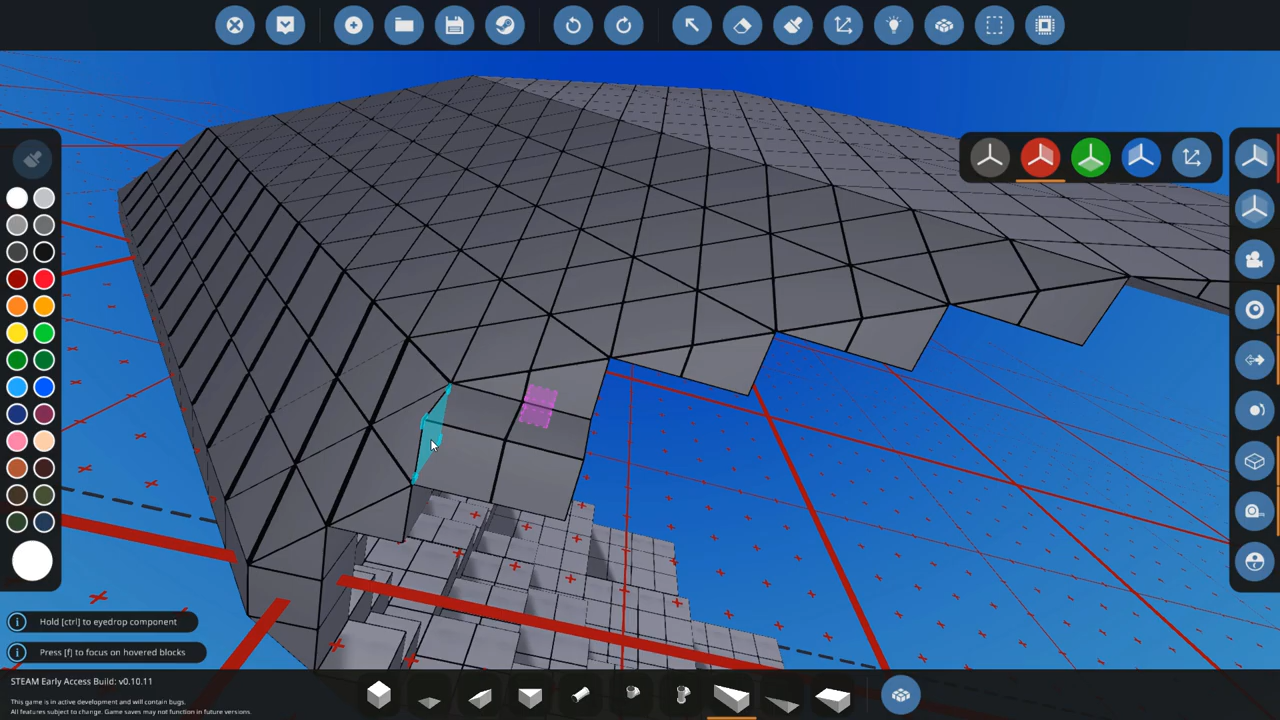 Hold [ctrl] to eyedrop component
Press [f] to focus on hovered blocks
STEAM Early Access Build: v0.10.11
This game is in active development and will contain bugs.
All features subject to change. Game saves may not function in future versions.